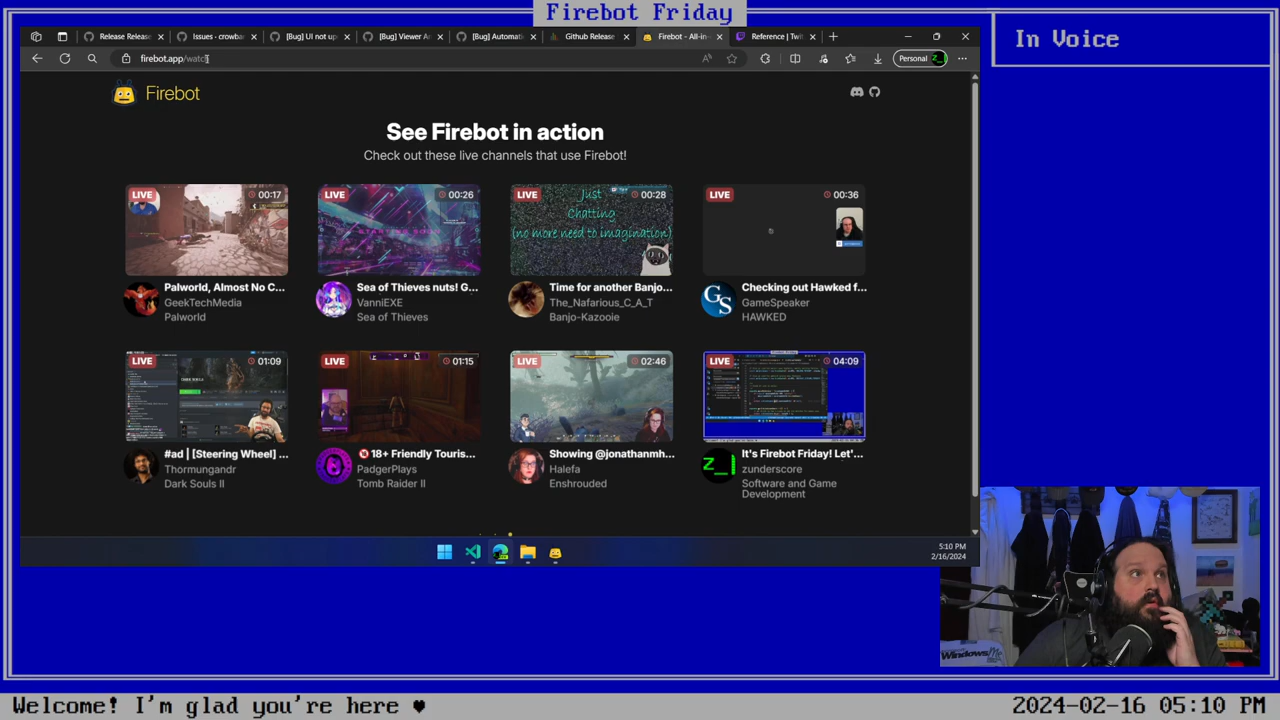 Firebot Friday
In Voice
Release Releas
Issues · crowba
[Bug] UI not up
[Bug] Viewer A
[Bug] Automati
Github Release
Firebot - All-in-
Reference | Twit
firebot.app/watch
Personal
Firebot
See Firebot in action
Check out these live channels that use Firebot!
LIVE 00:17
LIVE 00:26
LIVE 00:28
LIVE 00:36
STARTING SOON
Just
Chatting
(no more need to imagination)
Palworld, Almost No C...
GeekTechMedia
Palworld
Sea of Thieves nuts! G...
VanniEXE
Sea of Thieves
Time for another Banjo...
The_Nafarious_C_A_T
Banjo-Kazooie
Checking out Hawked f...
GameSpeaker
HAWKED
LIVE 01:09
LIVE 01:15
LIVE 02:46
LIVE 04:09
#ad | [Steering Wheel] ...
Thormungandr
Dark Souls II
18+ Friendly Touris...
PadgerPlays
Tomb Raider II
Showing @jonathanmh...
Halefa
Enshrouded
It's Firebot Friday! Let'...
zunderscore
Software and Game
Development
5:10 PM
2/16/2024
Windows Me
Welcome! I'm glad you're here ♥
2024-02-16 05:10 PM